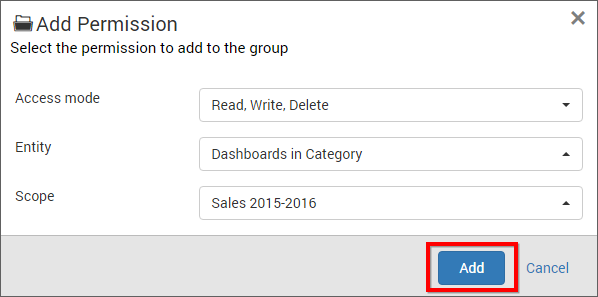 Add Permission
Select the permission to add to the group
Access mode
Read, Write, Delete
Entity
Dashboards in Category
Scope
Sales 2015-2016
Add
Cancel